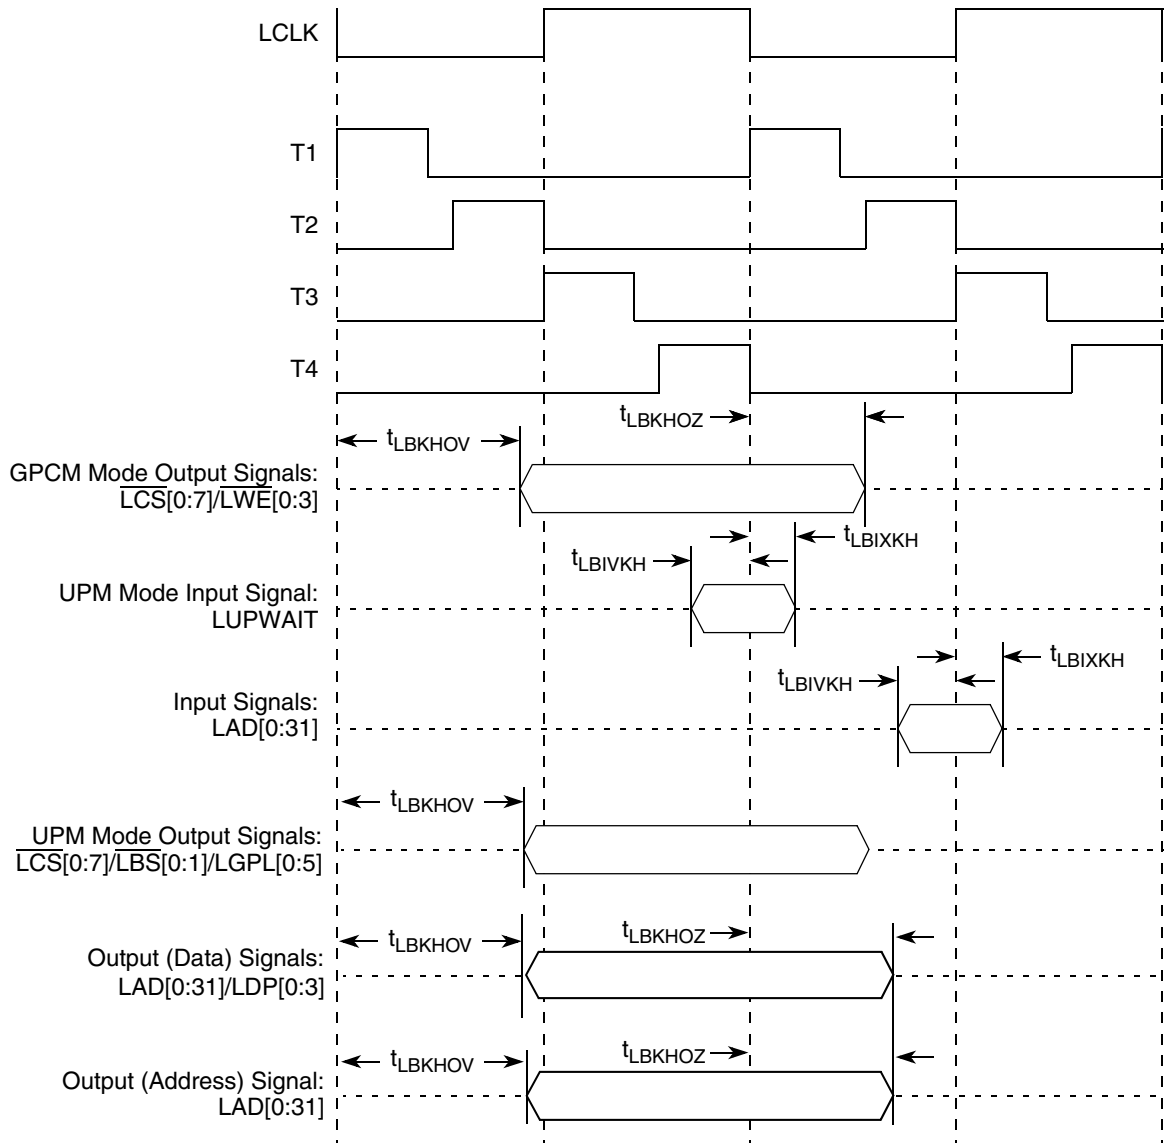 LCLK
T1
T2
T3
T4
tLBKHOZ
tLBKHOV
GPCM Mode Output Signals:
LCS[0:7]/LWE[0:3]
tLBIXKH
tLBIVKH
UPM Mode Input Signal:
LUPWAIT
tLBIXKH
tLBIVKH
Input Signals:
LAD[0:31]
tLBKHOV
UPM Mode Output Signals:
LCS[0:7]/LBS[0:1]/LGPL[0:5]
tLBKHOV
tLBKHOZ
Output (Data) Signals:
LAD[0:31]/LDP[0:3]
tLBKHOV
tLBKHOZ
Output (Address) Signal:
LAD[0:31]